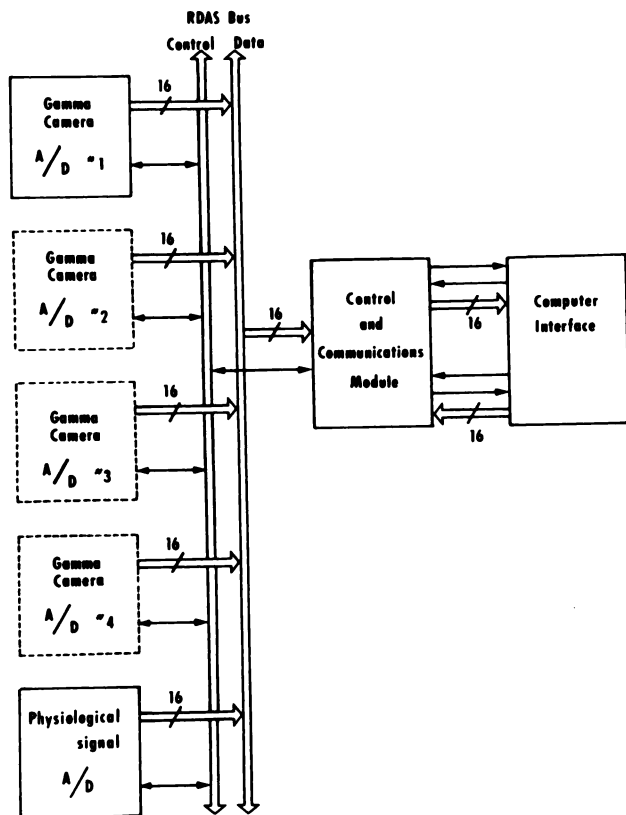 RDAS Bus
Control Data
16
Gamma
Camera
A/D "1
16
Gamma
Camera
A/D "2
16
Gamma
Camera
A/D "3
16
Gamma
Camera
A/D "4
16
Physiological
signal
A/D
16
Control
and
Communications
Module
16
16
Computer
Interface